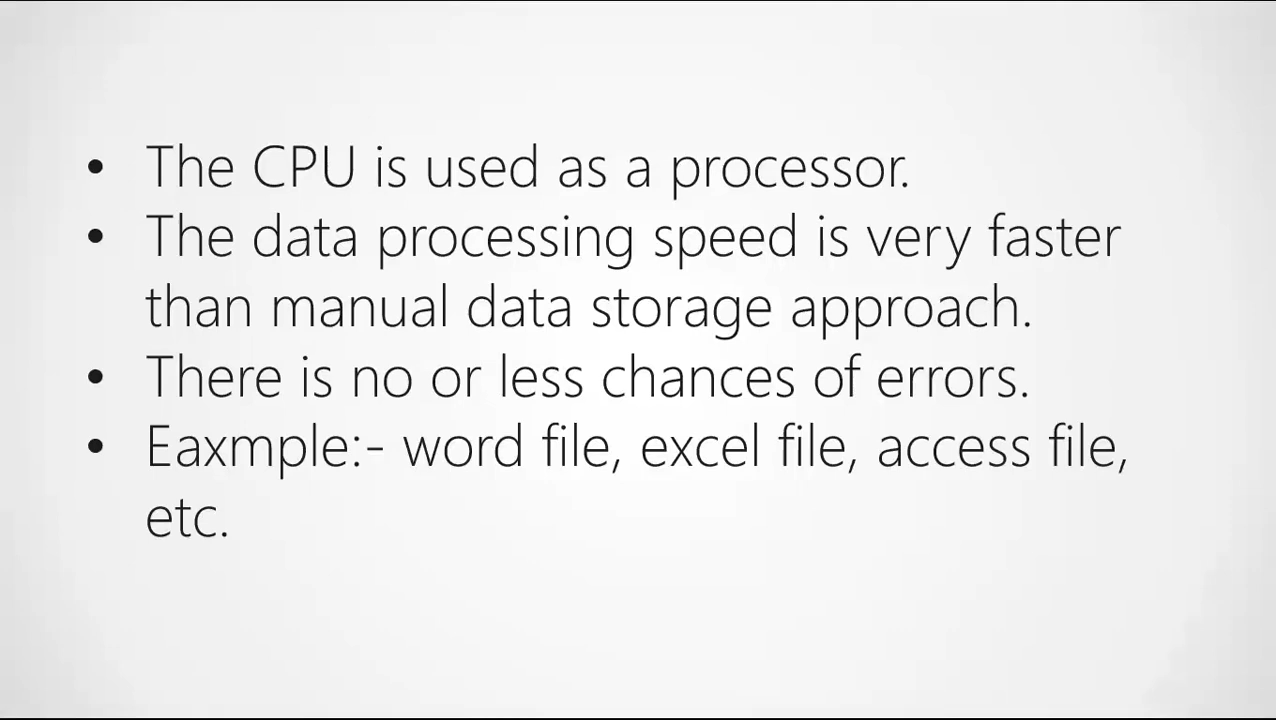 • The CPU is used as a processor.
• The data processing speed is very faster
than manual data storage approach.
• There is no or less chances of errors.
• Eaxmple:- word file, excel file, access file,
etc.